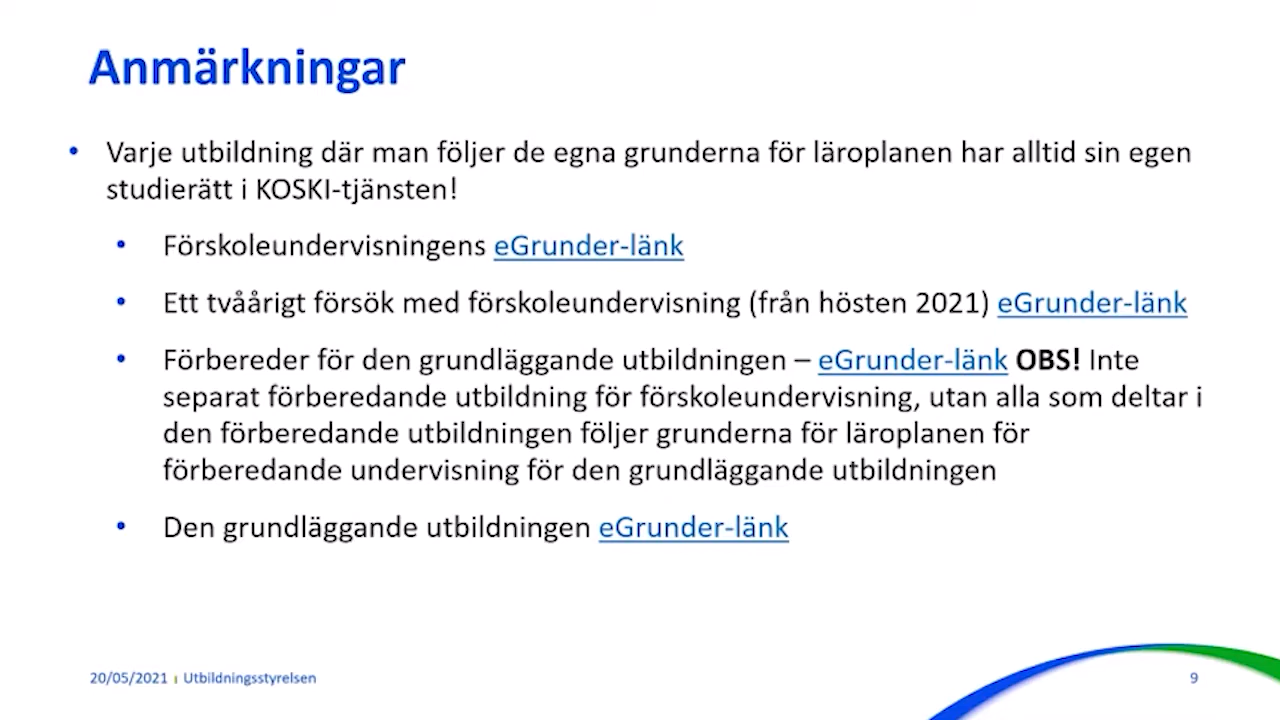 Anmärkningar
• Varje utbildning där man följer de egna grunderna för läroplanen har alltid sin egen
studierätt i KOSKI-tjänsten!
• Förskoleundervisningens eGrunder-länk
• Ett tvåårigt försök med förskoleundervisning (från hösten 2021) eGrunder-länk
• Förbereder för den grundläggande utbildningen – eGrunder-länk OBS! Inte
separat förberedande utbildning för förskoleundervisning, utan alla som deltar i
den förberedande utbildningen följer grunderna för läroplanen för
förberedande undervisning för den grundläggande utbildningen
• Den grundläggande utbildningen eGrunder-länk
20/05/2021 ı Utbildningsstyrelsen
9